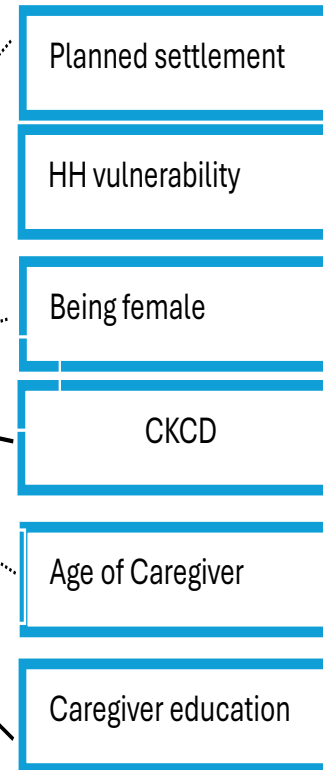 Planned settlement
HH vulnerability
Being female
CKCD
Age of Caregiver
Caregiver education